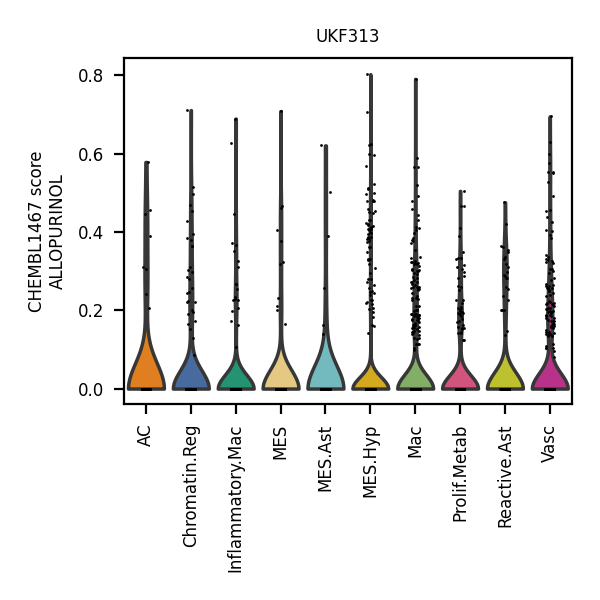 UKF313
CHEMBL1467 score
ALLOPURINOL
0.8
0.6
0.4
0.2
0.0
AC
Chromatin.Reg
Inflammatory.Mac
MES
MES.Ast
MES.Hyp
Mac
Prolif.Metab
Reactive.Ast
Vasc